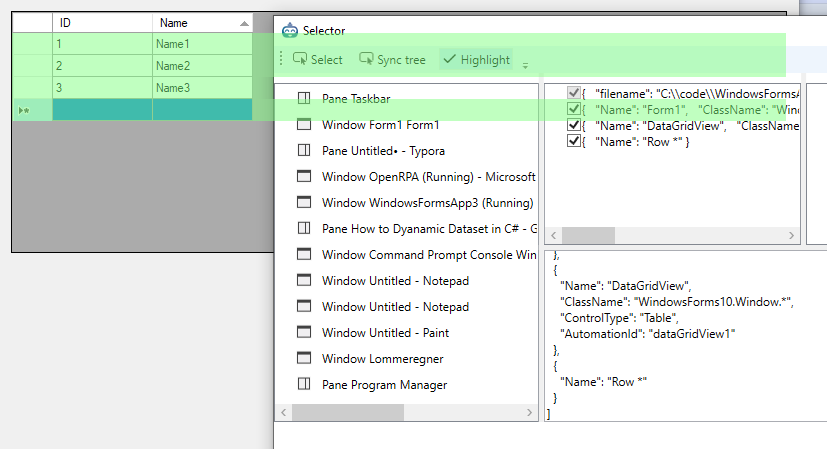 ID Name
1 Name1
2 Name2
3 Name3
Selector
Select Sync tree Highlight
Pane Taskbar
Window Form1 Form1
Pane Untitled• - Typora
Window OpenRPA (Running) - Microsoft
Window WindowsFormsApp3 (Running)
Pane How to Dyanamic Dataset in C# - G
Window Command Prompt Console Win
Window Untitled - Notepad
Window Untitled - Notepad
Window Untitled - Paint
Window Lommeregner
Pane Program Manager
{ "filename": "C:\\code\\WindowsFormsA
{ "Name": "Form1", "ClassName": "Wind
{ "Name": "DataGridView", "ClassName
{ "Name": "Row *" }
},
{
"Name": "DataGridView",
"ClassName": "WindowsForms10.Window.*",
"ControlType": "Table",
"AutomationId": "dataGridView1"
},
{
"Name": "Row *"
}
]